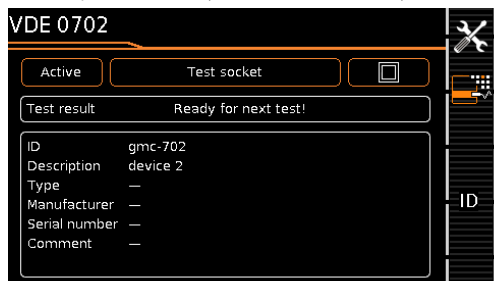 VDE 0702
Active Test socket
Test result Ready for next test!
ID gmc-702
Description device 2
Type —
Manufacturer —
Serial number —
Comment —
ID